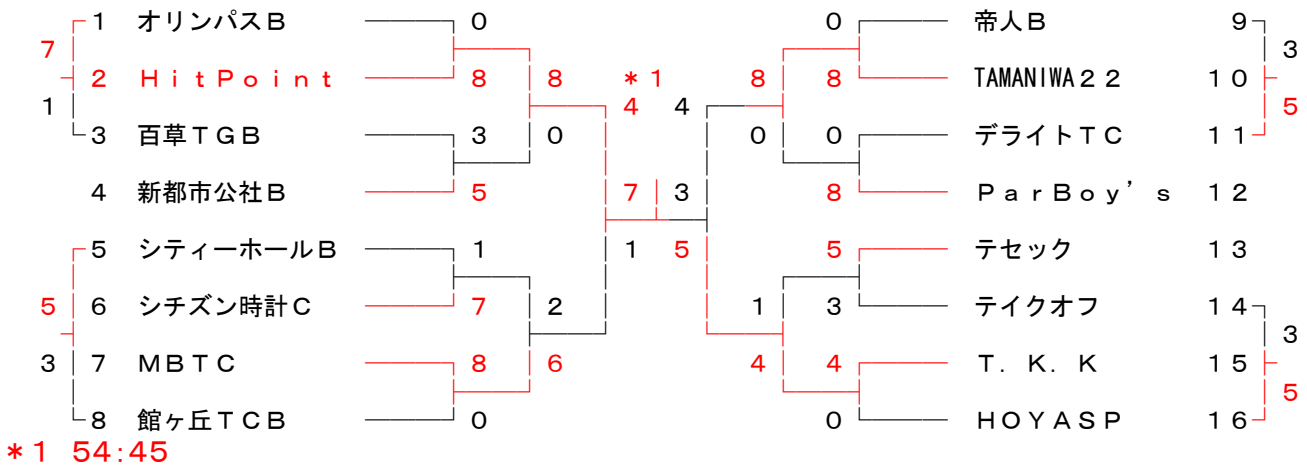 1 オリンパスB 0 0 帝人B 9
7 3
2 HitPoint 8 8 *1 8 8 TAMANIWA22 10
1 4 4 5
3 百草TGB 3 0 0 0 デライトTC 11
4 新都市公社B 5 7 3 8 ParBoy's 12
5 シティーホールB 1 1 5 5 テセック 13
5 6 シチズン時計C 7 2 1 3 テイクオフ 14
3
3 7 MBTC 8 6 4 4 T.K.K 15
5
8 館ヶ丘TCB 0 0 HOYASP 16
*1 54:45